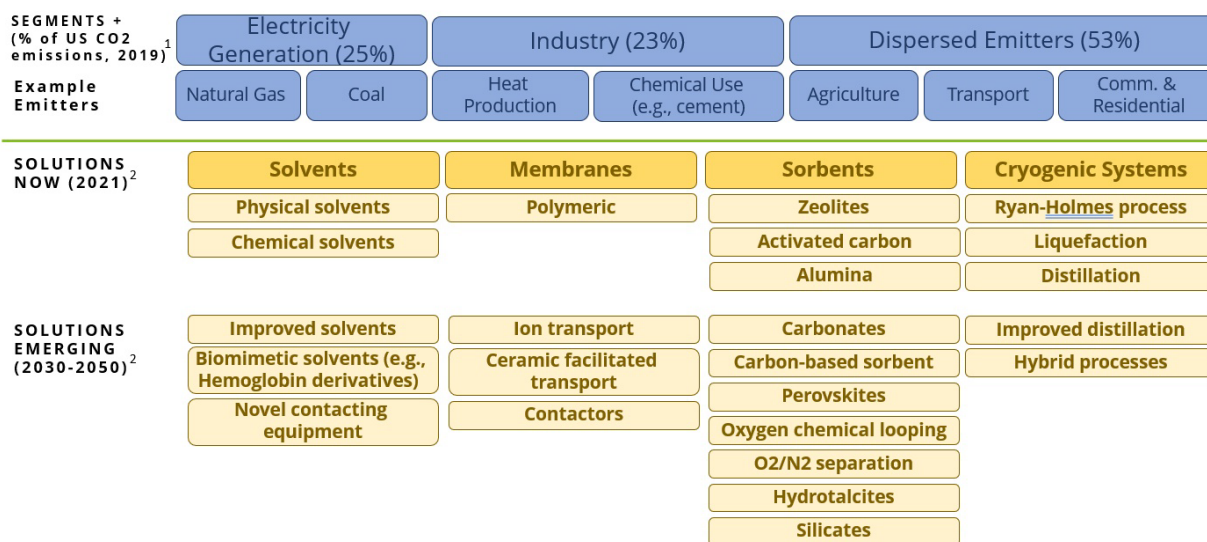 SEGMENTS +
(% of US CO2
emissions, 2019)1
Electricity
Generation (25%)
Industry (23%)
Dispersed Emitters (53%)
Example
Emitters
Natural Gas
Coal
Heat
Production
Chemical Use
(e.g., cement)
Agriculture
Transport
Comm. &
Residential
SOLUTIONS
NOW (2021)2
Solvents
Membranes
Sorbents
Cryogenic Systems
Physical solvents
Polymeric
Zeolites
Ryan-Holmes process
Chemical solvents
Activated carbon
Liquefaction
Alumina
Distillation
SOLUTIONS
EMERGING
(2030-2050)2
Improved solvents
Ion transport
Carbonates
Improved distillation
Biomimetic solvents (e.g.,
Hemoglobin derivatives)
Ceramic facilitated
transport
Carbon-based sorbent
Hybrid processes
Perovskites
Novel contacting
equipment
Contactors
Oxygen chemical looping
O2/N2 separation
Hydrotalcites
Silicates